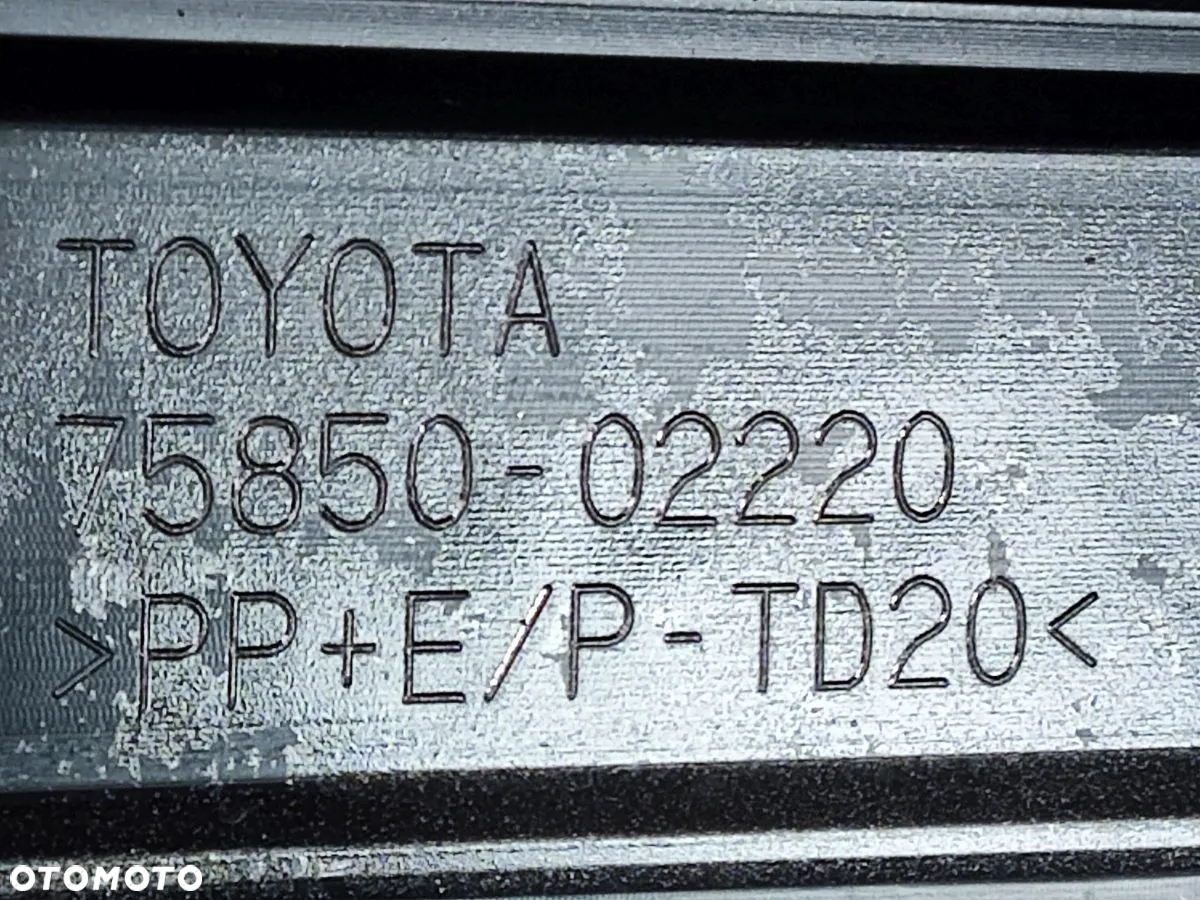 TOYOTA
75850-02220
>PP+E/P-TD20<
OTOMOTO